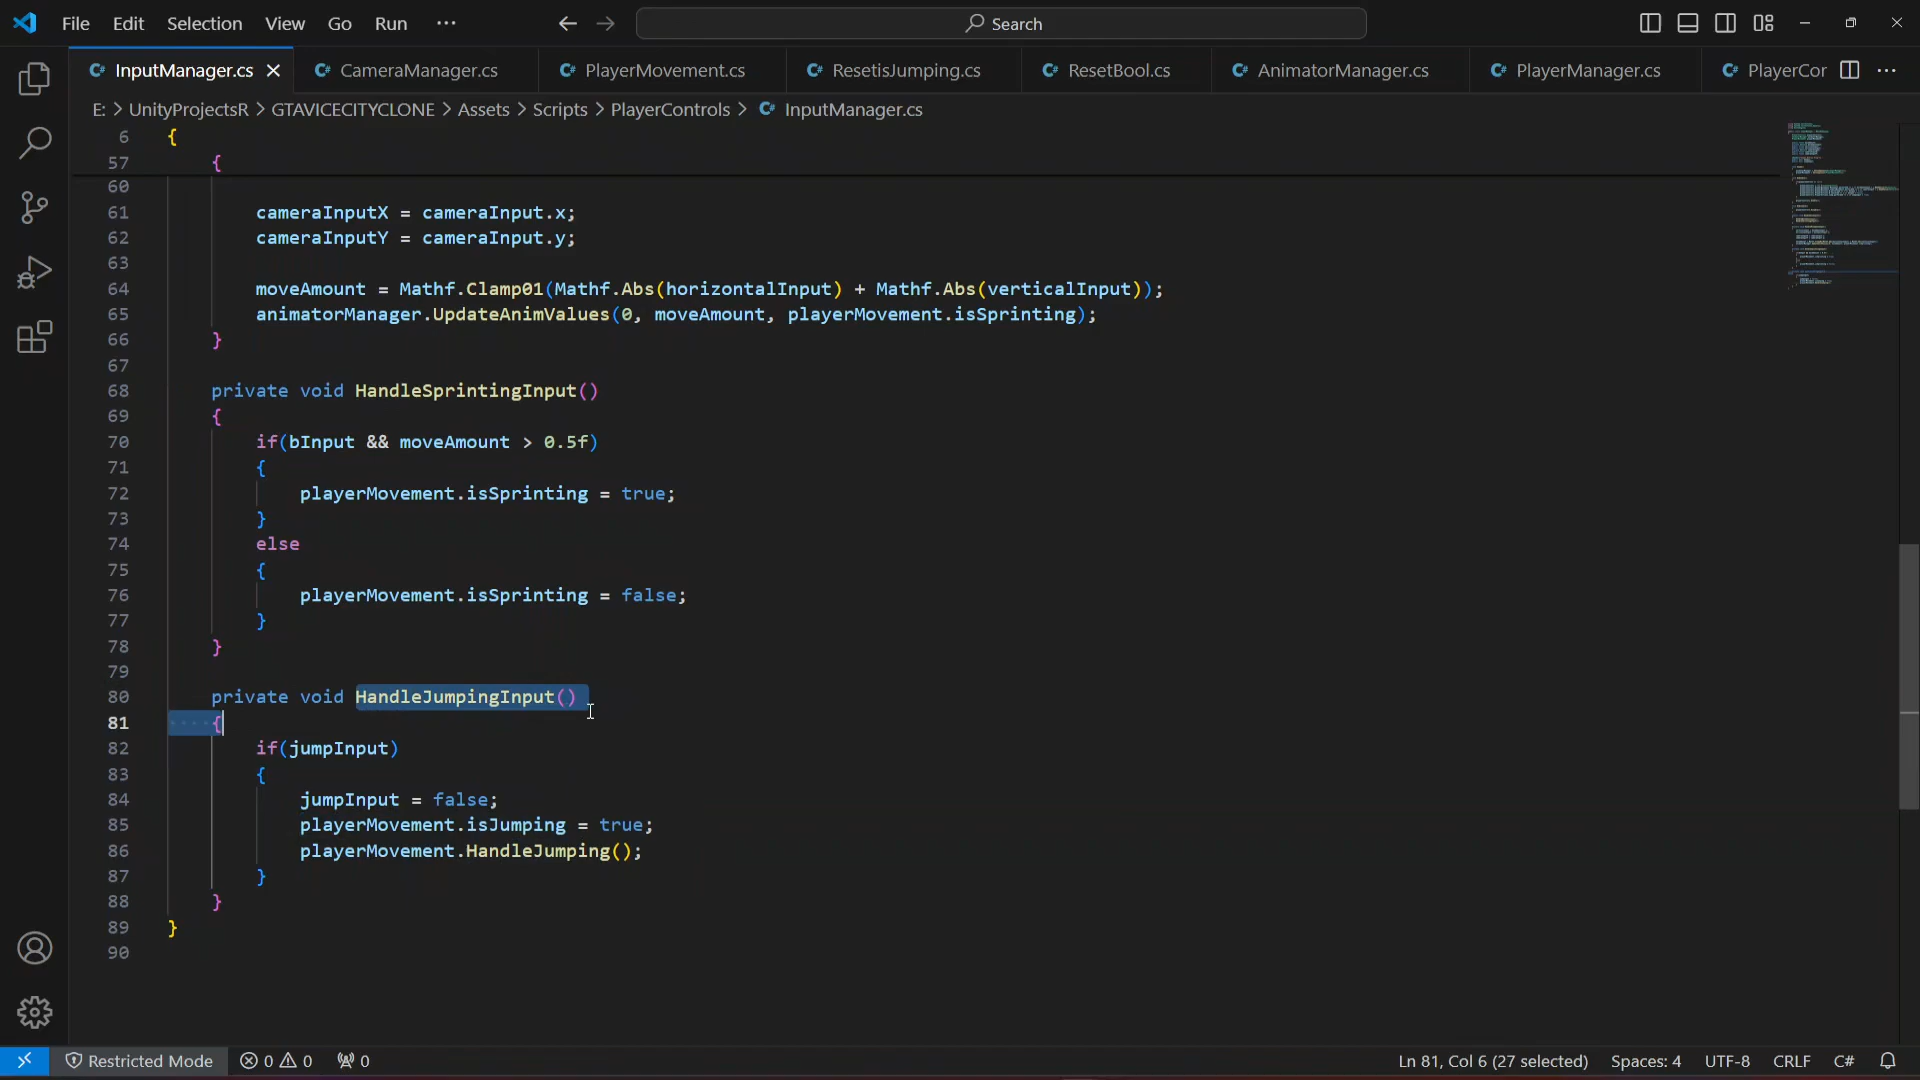 File Edit Selection View Go Run ··· Search
InputManager.cs CameraManager.cs PlayerMovement.cs ResetisJumping.cs ResetBool.cs AnimatorManager.cs PlayerManager.cs PlayerCor
E: > UnityProjectsR > GTAVICECITYCLONE > Assets > Scripts > PlayerControls > InputManager.cs
6 {
57 {
60
61 cameraInputX = cameraInput.x;
62 cameraInputY = cameraInput.y;
63
64 moveAmount = Mathf.Clamp01(Mathf.Abs(horizontalInput) + Mathf.Abs(verticalInput));
65 animatorManager.UpdateAnimValues(0, moveAmount, playerMovement.isSprinting);
66 }
67
68 private void HandleSprintingInput()
69 {
70 if(bInput && moveAmount > 0.5f)
71 {
72 playerMovement.isSprinting = true;
73 }
74 else
75 {
76 playerMovement.isSprinting = false;
77 }
78 }
79
80 private void HandleJumpingInput()
81 {
82 if(jumpInput)
83 {
84 jumpInput = false;
85 playerMovement.isJumping = true;
86 playerMovement.HandleJumping();
87 }
88 }
89 }
90
Restricted Mode 0 0 0 Ln 81, Col 6 (27 selected) Spaces: 4 UTF-8 CRLF C#